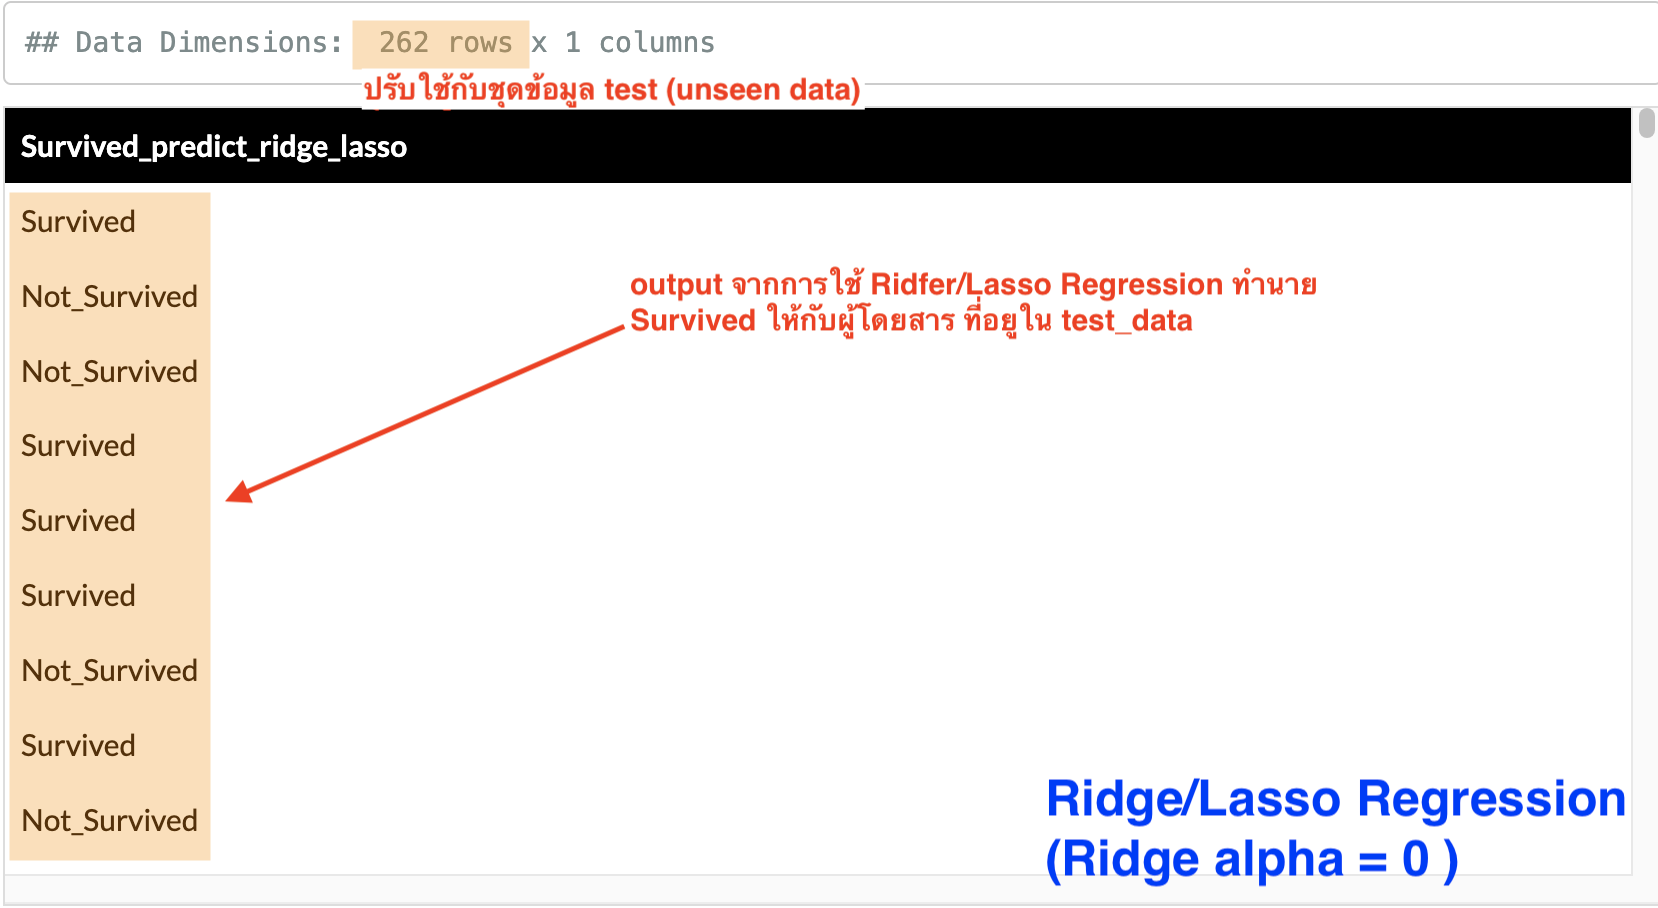 ## Data Dimensions: 262 rows x 1 columns
ปรับใช้กับชุดข้อมูล test (unseen data)
Survived_predict_ridge_lasso
Survived
Not_Survived
Not_Survived
Survived
Survived
Survived
Not_Survived
Survived
Not_Survived
output จากการใช้ Ridfer/Lasso Regression ทำนาย
Survived ให้กับผู้โดยสาร ที่อยูใน test_data
Ridge/Lasso Regression
(Ridge alpha = 0 )